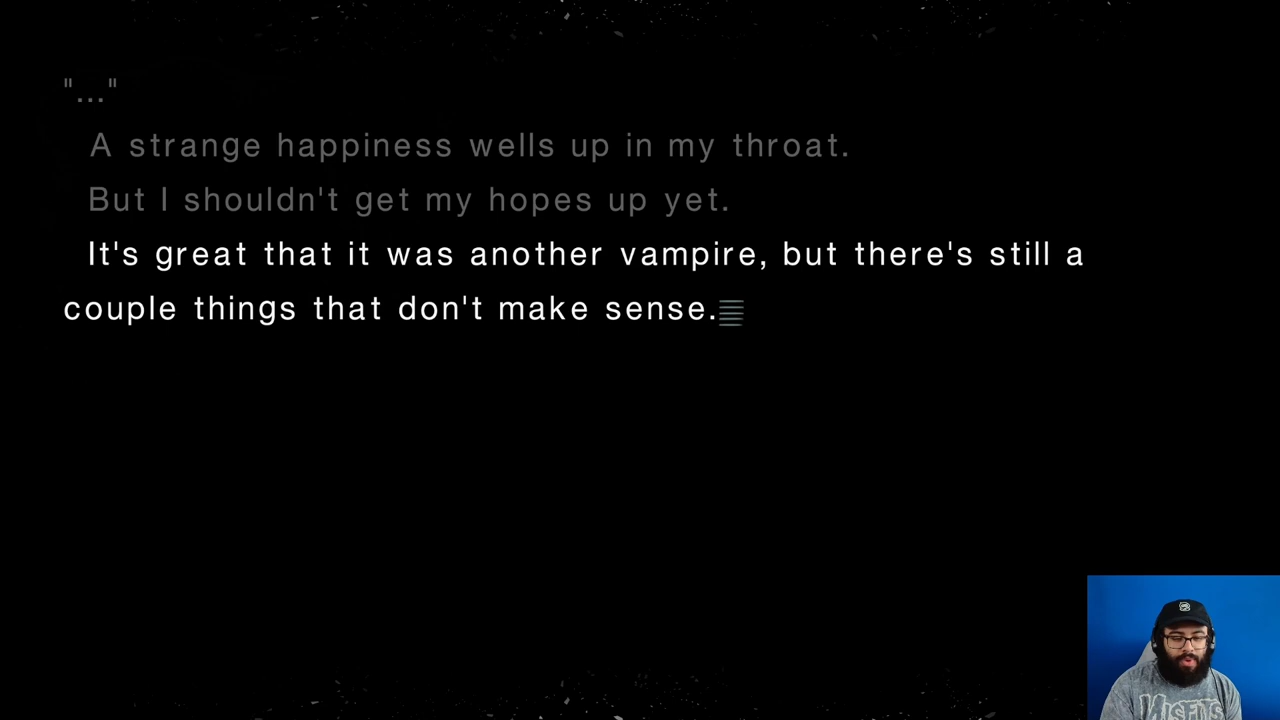 "..."
A strange happiness wells up in my throat.
But I shouldn't get my hopes up yet.
It's great that it was another vampire, but there's still a
couple things that don't make sense.
MISFITS